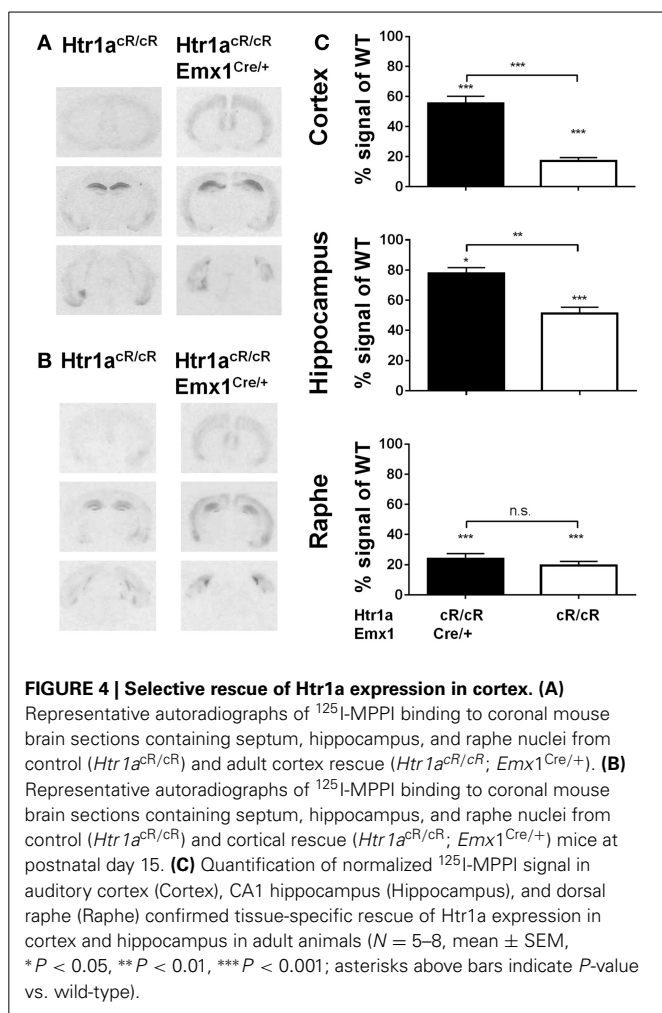 A Htr1a^cR/cR Htr1a^cR/cR C
Emx1^Cre/+
B Htr1a^cR/cR Htr1a^cR/cR
Emx1^Cre/+
Cortex
% signal of WT
100
80
60
40
20
0
***
***
***
Hippocampus
% signal of WT
100
80
60
40
20
0
**
*
***
Raphe
% signal of WT
100
80
60
40
20
0
n.s.
***
***
Htr1a cR/cR cR/cR
Emx1 Cre/+
FIGURE 4 | Selective rescue of Htr1a expression in cortex. (A)
Representative autoradiographs of ¹²⁵I-MPPI binding to coronal mouse
brain sections containing septum, hippocampus, and raphe nuclei from
control (Htr1a^cR/cR) and adult cortex rescue (Htr1a^cR/cR; Emx1^Cre/+). (B)
Representative autoradiographs of ¹²⁵I-MPPI binding to coronal mouse
brain sections containing septum, hippocampus, and raphe nuclei from
control (Htr1a^cR/cR) and cortical rescue (Htr1a^cR/cR; Emx1^Cre/+) mice at
postnatal day 15. (C) Quantification of normalized ¹²⁵I-MPPI signal in
auditory cortex (Cortex), CA1 hippocampus (Hippocampus), and dorsal
raphe (Raphe) confirmed tissue-specific rescue of Htr1a expression in
cortex and hippocampus in adult animals (N = 5–8, mean ± SEM,
*P < 0.05, **P < 0.01, ***P < 0.001; asterisks above bars indicate P-value
vs. wild-type).